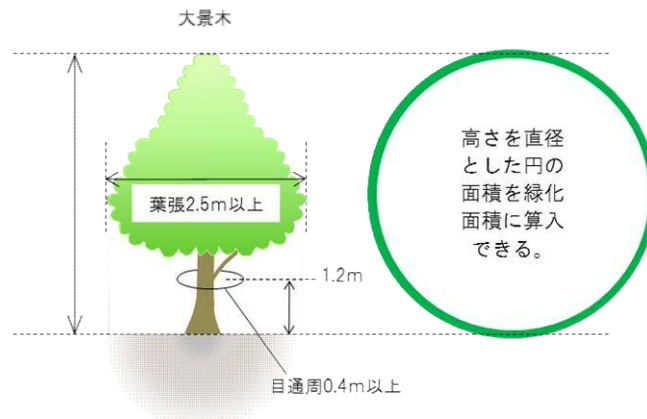 大景木
高さを直径
とした円の
面積を緑化
面積に算入
できる。
葉張2.5m以上
1.2m
目通周0.4m以上